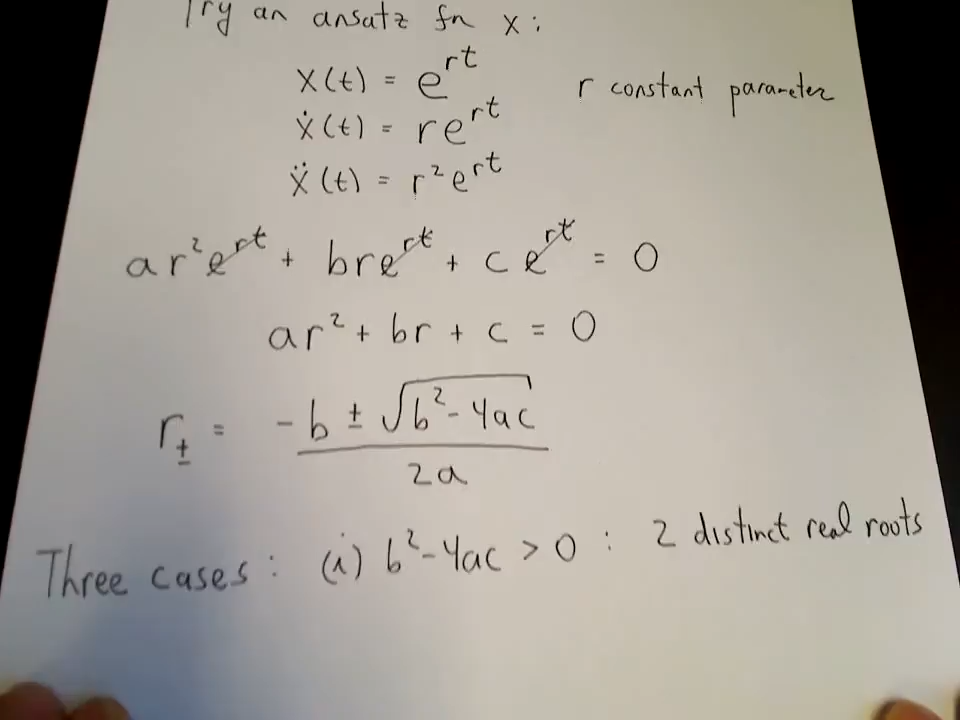 Try an ansatz fn x:
x(t) = e^{rt} r constant parameter
ẋ(t) = re^{rt}
ẍ(t) = r²e^{rt}
ar²e^{rt} + bre^{rt} + ce^{rt} = 0
ar² + br + c = 0
r± = (-b ± √(b²-4ac)) / 2a
Three cases: (i) b²-4ac > 0 : 2 distinct real roots